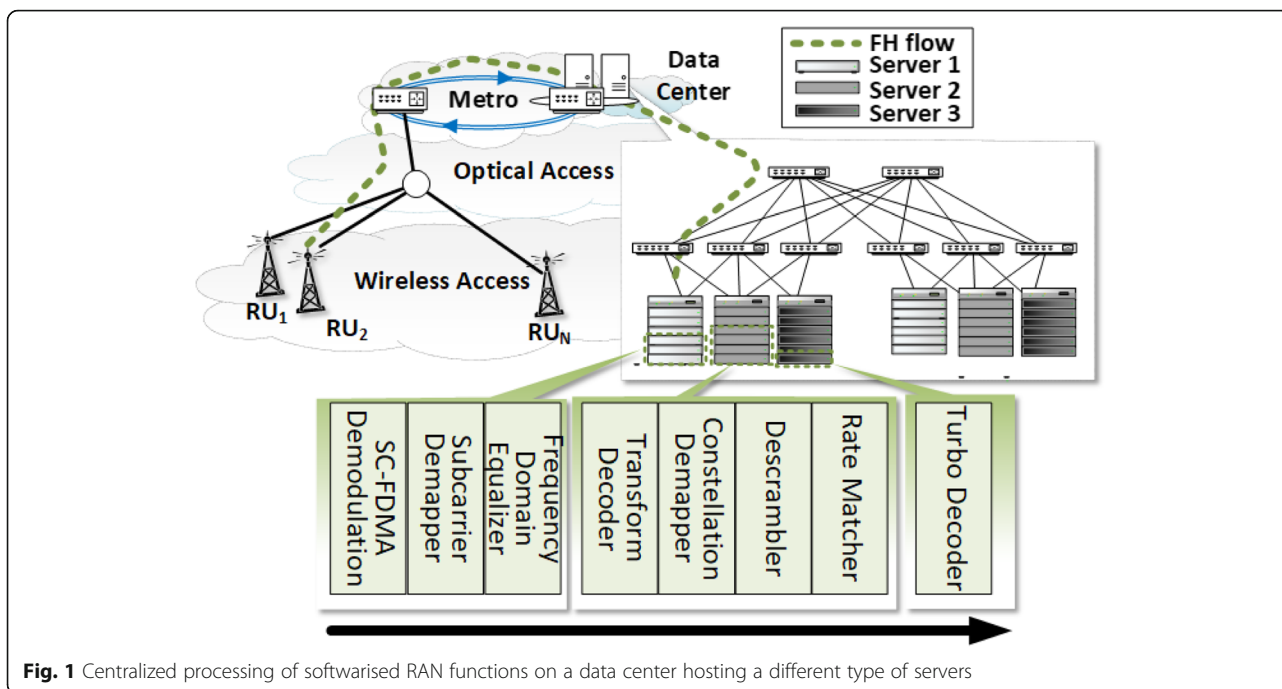 Data
Center
Metro
Optical Access
Wireless Access
RU1
RU2
RUN
FH flow
Server 1
Server 2
Server 3
SC-FDMA
Demodulation
Subcarrier
Demapper
Frequency
Domain
Equalizer
Transform
Decoder
Constellation
Demapper
Descrambler
Rate Matcher
Turbo Decoder
Fig. 1 Centralized processing of softwarised RAN functions on a data center hosting a different type of servers